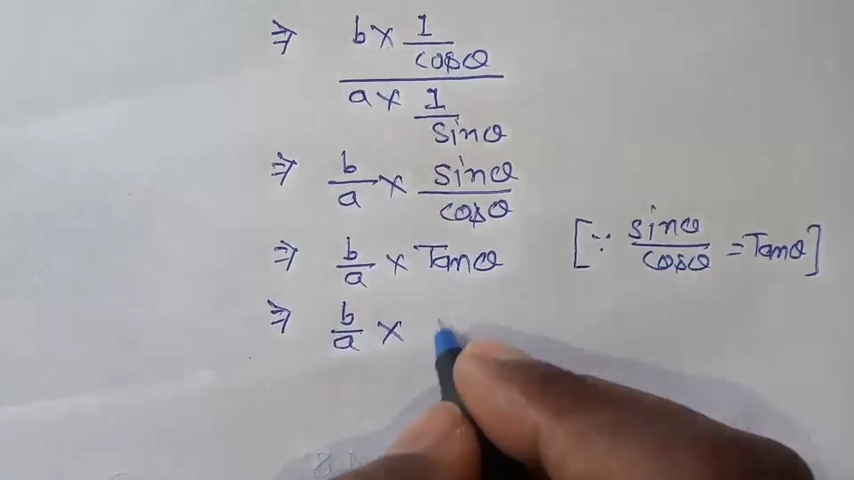 ⇒ b × 1/cosθ / a × 1/sinθ
⇒ b/a × sinθ/cosθ
⇒ b/a × Tanθ [∵ sinθ/cosθ = Tanθ]
⇒ b/a ×